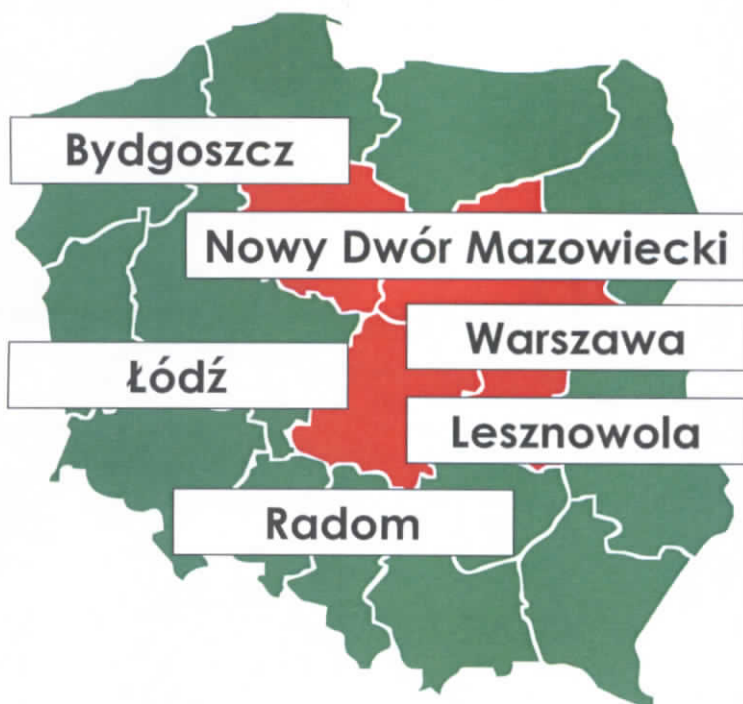 Bydgoszcz
Nowy Dwór Mazowiecki
Warszawa
Łódź
Lesznowola
Radom